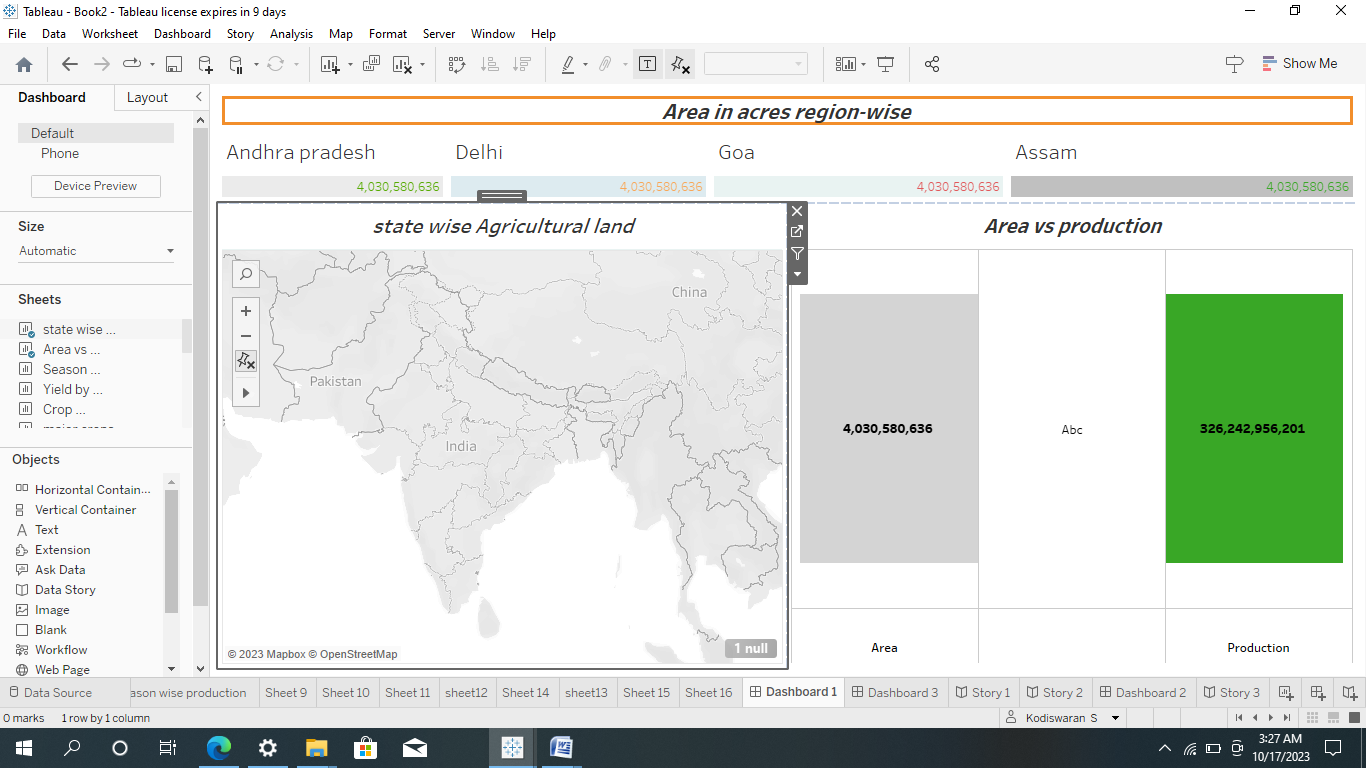 Tableau - Book2 - Tableau license expires in 9 days
File Data Worksheet Dashboard Story Analysis Map Format Server Window Help
Show Me
Dashboard Layout
Default
Phone
Device Preview
Size
Automatic
Sheets
state wise ...
Area vs ...
Season ...
Yield by ...
Crop ...
Objects
Horizontal Contain...
Vertical Container
Text
Extension
Ask Data
Data Story
Image
Blank
Workflow
Web Page
Area in acres region-wise
Andhra pradesh Delhi Goa Assam
4,030,580,636 4,030,580,636 4,030,580,636 4,030,580,636
state wise Agricultural land
China
Pakistan
India
© 2023 Mapbox © OpenStreetMap
1 null
Area vs production
4,030,580,636 Abc 326,242,956,201
Area Production
Data Source ason wise production Sheet 9 Sheet 10 Sheet 11 sheet12 Sheet 14 sheet13 Sheet 15 Sheet 16 Dashboard 1 Dashboard 3 Story 1 Story 2 Dashboard 2 Story 3
0 marks 1 row by 1 column Kodiswaran S
3:27 AM
10/17/2023